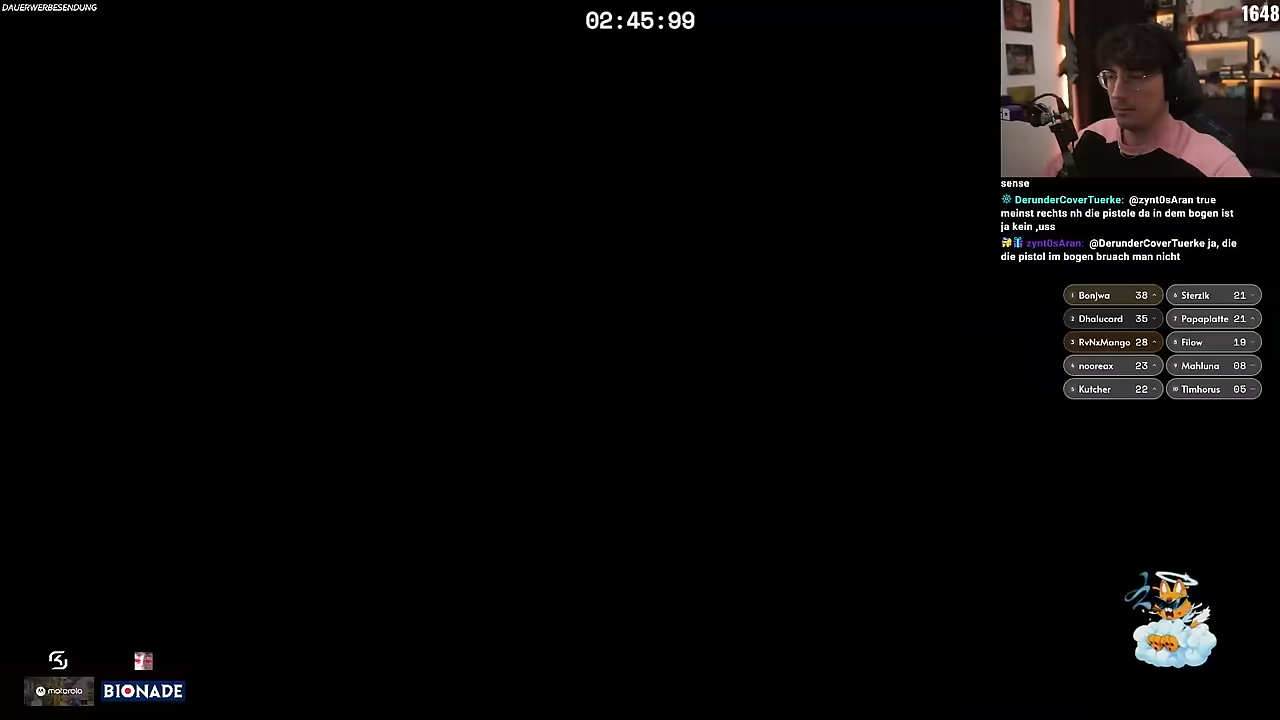 DAUERWERBESENDUNG
02:45:99
1648
sense
DerunderCoverTuerke: @zynt0sAran true
meinst rechts nh die pistole da in dem bogen ist
ja kein ,uss
zynt0sAran: @DerunderCoverTuerke ja, die
die pistol im bogen bruach man nicht
1 Bonjwa 38
6 Sterzik 21
2 Dhalucard 35
7 Papaplatte 21
3 RvNxMango 28
8 Filow 19
4 nooreax 23
9 Mahluna 08
5 Kutcher 22
10 Timhorus 05
motorola
BIONADE